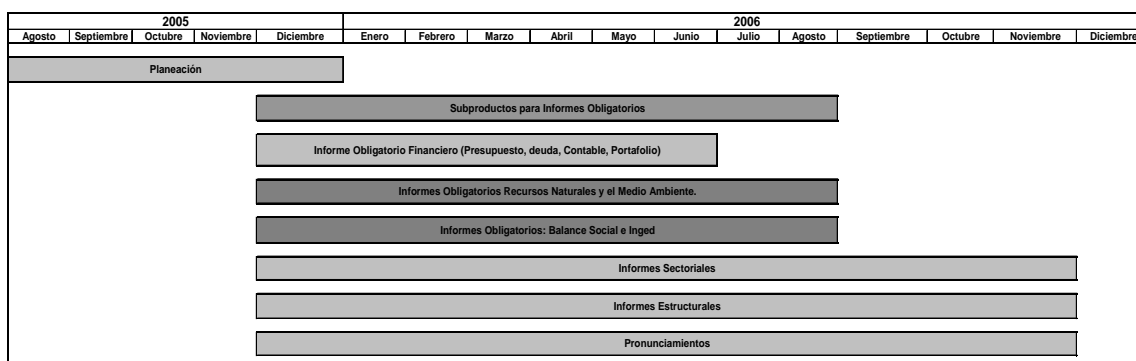 2005 2006
Agosto Septiembre Octubre Noviembre Diciembre Enero Febrero Marzo Abril Mayo Junio Julio Agosto Septiembre Octubre Noviembre Diciembre
Planeación
Subproductos para Informes Obligatorios
Informe Obligatorio Financiero (Presupuesto, deuda, Contable, Portafolio)
Informes Obligatorios Recursos Naturales y el Medio Ambiente.
Informes Obligatorios: Balance Social e Inged
Informes Sectoriales
Informes Estructurales
Pronunciamientos